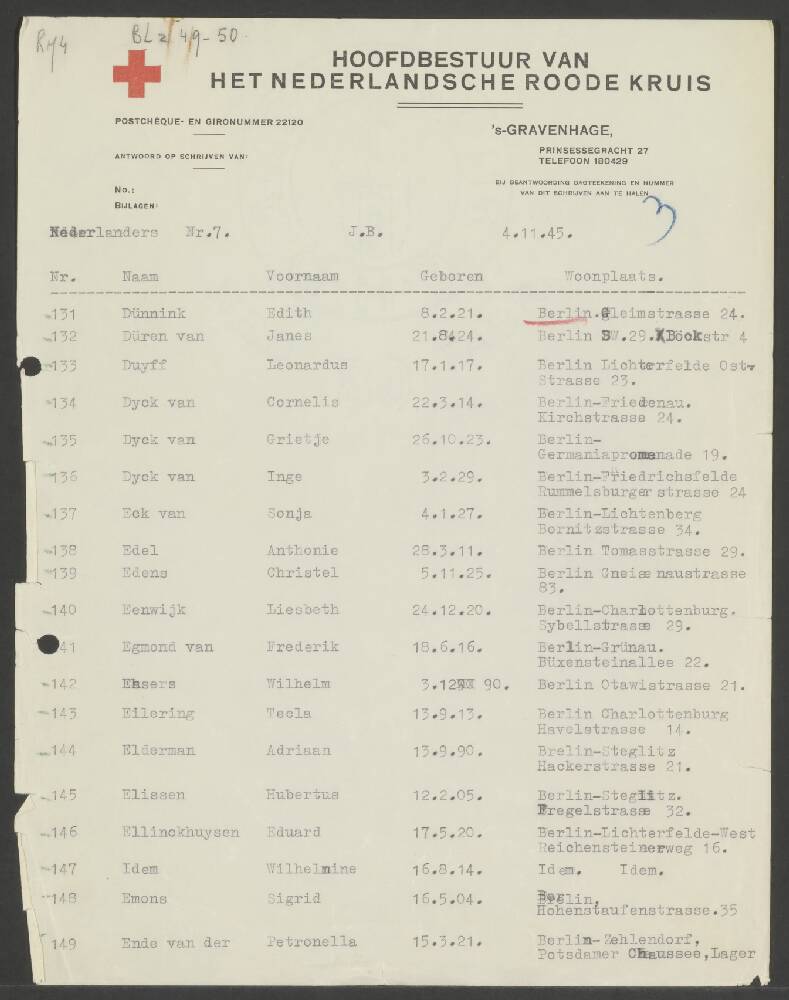 BLz 49-50
HOOFDBESTUUR VAN
HET NEDERLANDSCHE ROODE KRUIS
POSTCHÈQUE- EN GIRONUMMER 22120
's-GRAVENHAGE,
PRINSESSEGRACHT 27
TELEFOON 180429
ANTWOORD OP SCHRIJVEN VAN:
No.:
BIJLAGEN:
BIJ BEANTWOORDING DAGTEEKENING EN NUMMER
VAN DIT SCHRIJVEN AAN TE HALEN
3
Nederlanders Nr.7. J.B. 4.11.45.
Nr. Naam Voornaam Geboren Woonplaats.
131 Dünnink Edith 8.2.21. Berlin.Gleimstrasse 24.
132 Düren van Janes 21.8.24. Berlin SW.29. Böckstr 4
133 Duyff Leonardus 17.1.17. Berlin Lichterfelde Ost-
Strasse 23.
134 Dyck van Cornelis 22.3.14. Berlin-Friedenau.
Kirchstrasse 24.
135 Dyck van Grietje 26.10.23. Berlin-
Germaniapromenade 19.
136 Dyck van Inge 3.2.29. Berlin-Friedrichsfelde
Rummelsburger strasse 24
137 Eck van Sonja 4.1.27. Berlin-Lichtenberg
Bornitzstrasse 34.
138 Edel Anthonie 28.3.11. Berlin Tomasstrasse 29.
139 Edens Christel 5.11.25. Berlin Gneisenaustrasse
83.
140 Eenwijk Liesbeth 24.12.20. Berlin-Charlottenburg.
Sybellstrasse 29.
41 Egmond van Frederik 18.6.16. Berlin-Grünau.
Büxensteinallee 22.
142 Ehsers Wilhelm 3.12 90. Berlin Otawistrasse 21.
143 Eilering Tecla 13.9.13. Berlin Charlottenburg
Havelstrasse 14.
144 Elderman Adriaan 13.9.90. Brelin-Steglitz
Hackerstrasse 21.
145 Elissen Hubertus 12.2.05. Berlin-Steglitz.
Fregelstrasse 32.
146 Ellinckhuysen Eduard 17.5.20. Berlin-Lichterfelde-West
Reichensteinerweg 16.
147 Idem Wilhelmine 16.8.14. Idem. Idem.
148 Emons Sigrid 16.5.04. Berlin,
Hohenstaufenstrasse.35
149 Ende van der Petronella 15.3.21. Berlin-Zehlendorf,
Potsdamer Chaussee,Lager